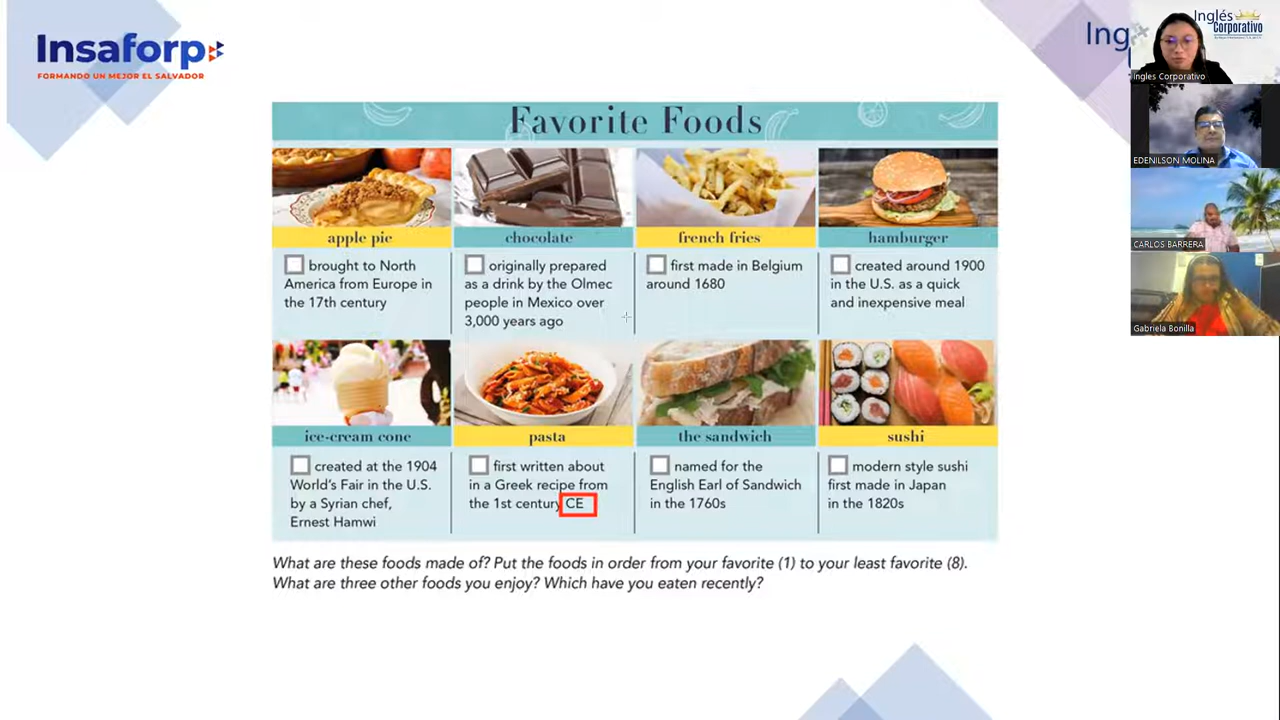 Insaforp
FORMANDO UN MEJOR EL SALVADOR
Ing
Inglés
Corporativo
Ingles Corporativo
EDENILSON MOLINA
CARLOS BARRERA
Gabriela Bonilla
Favorite Foods
apple pie
brought to North
America from Europe in
the 17th century
chocolate
originally prepared
as a drink by the Olmec
people in Mexico over
3,000 years ago
french fries
first made in Belgium
around 1680
hamburger
created around 1900
in the U.S. as a quick
and inexpensive meal
ice-cream cone
created at the 1904
World's Fair in the U.S.
by a Syrian chef,
Ernest Hamwi
pasta
first written about
in a Greek recipe from
the 1st century CE
the sandwich
named for the
English Earl of Sandwich
in the 1760s
sushi
modern style sushi
first made in Japan
in the 1820s
What are these foods made of? Put the foods in order from your favorite (1) to your least favorite (8).
What are three other foods you enjoy? Which have you eaten recently?